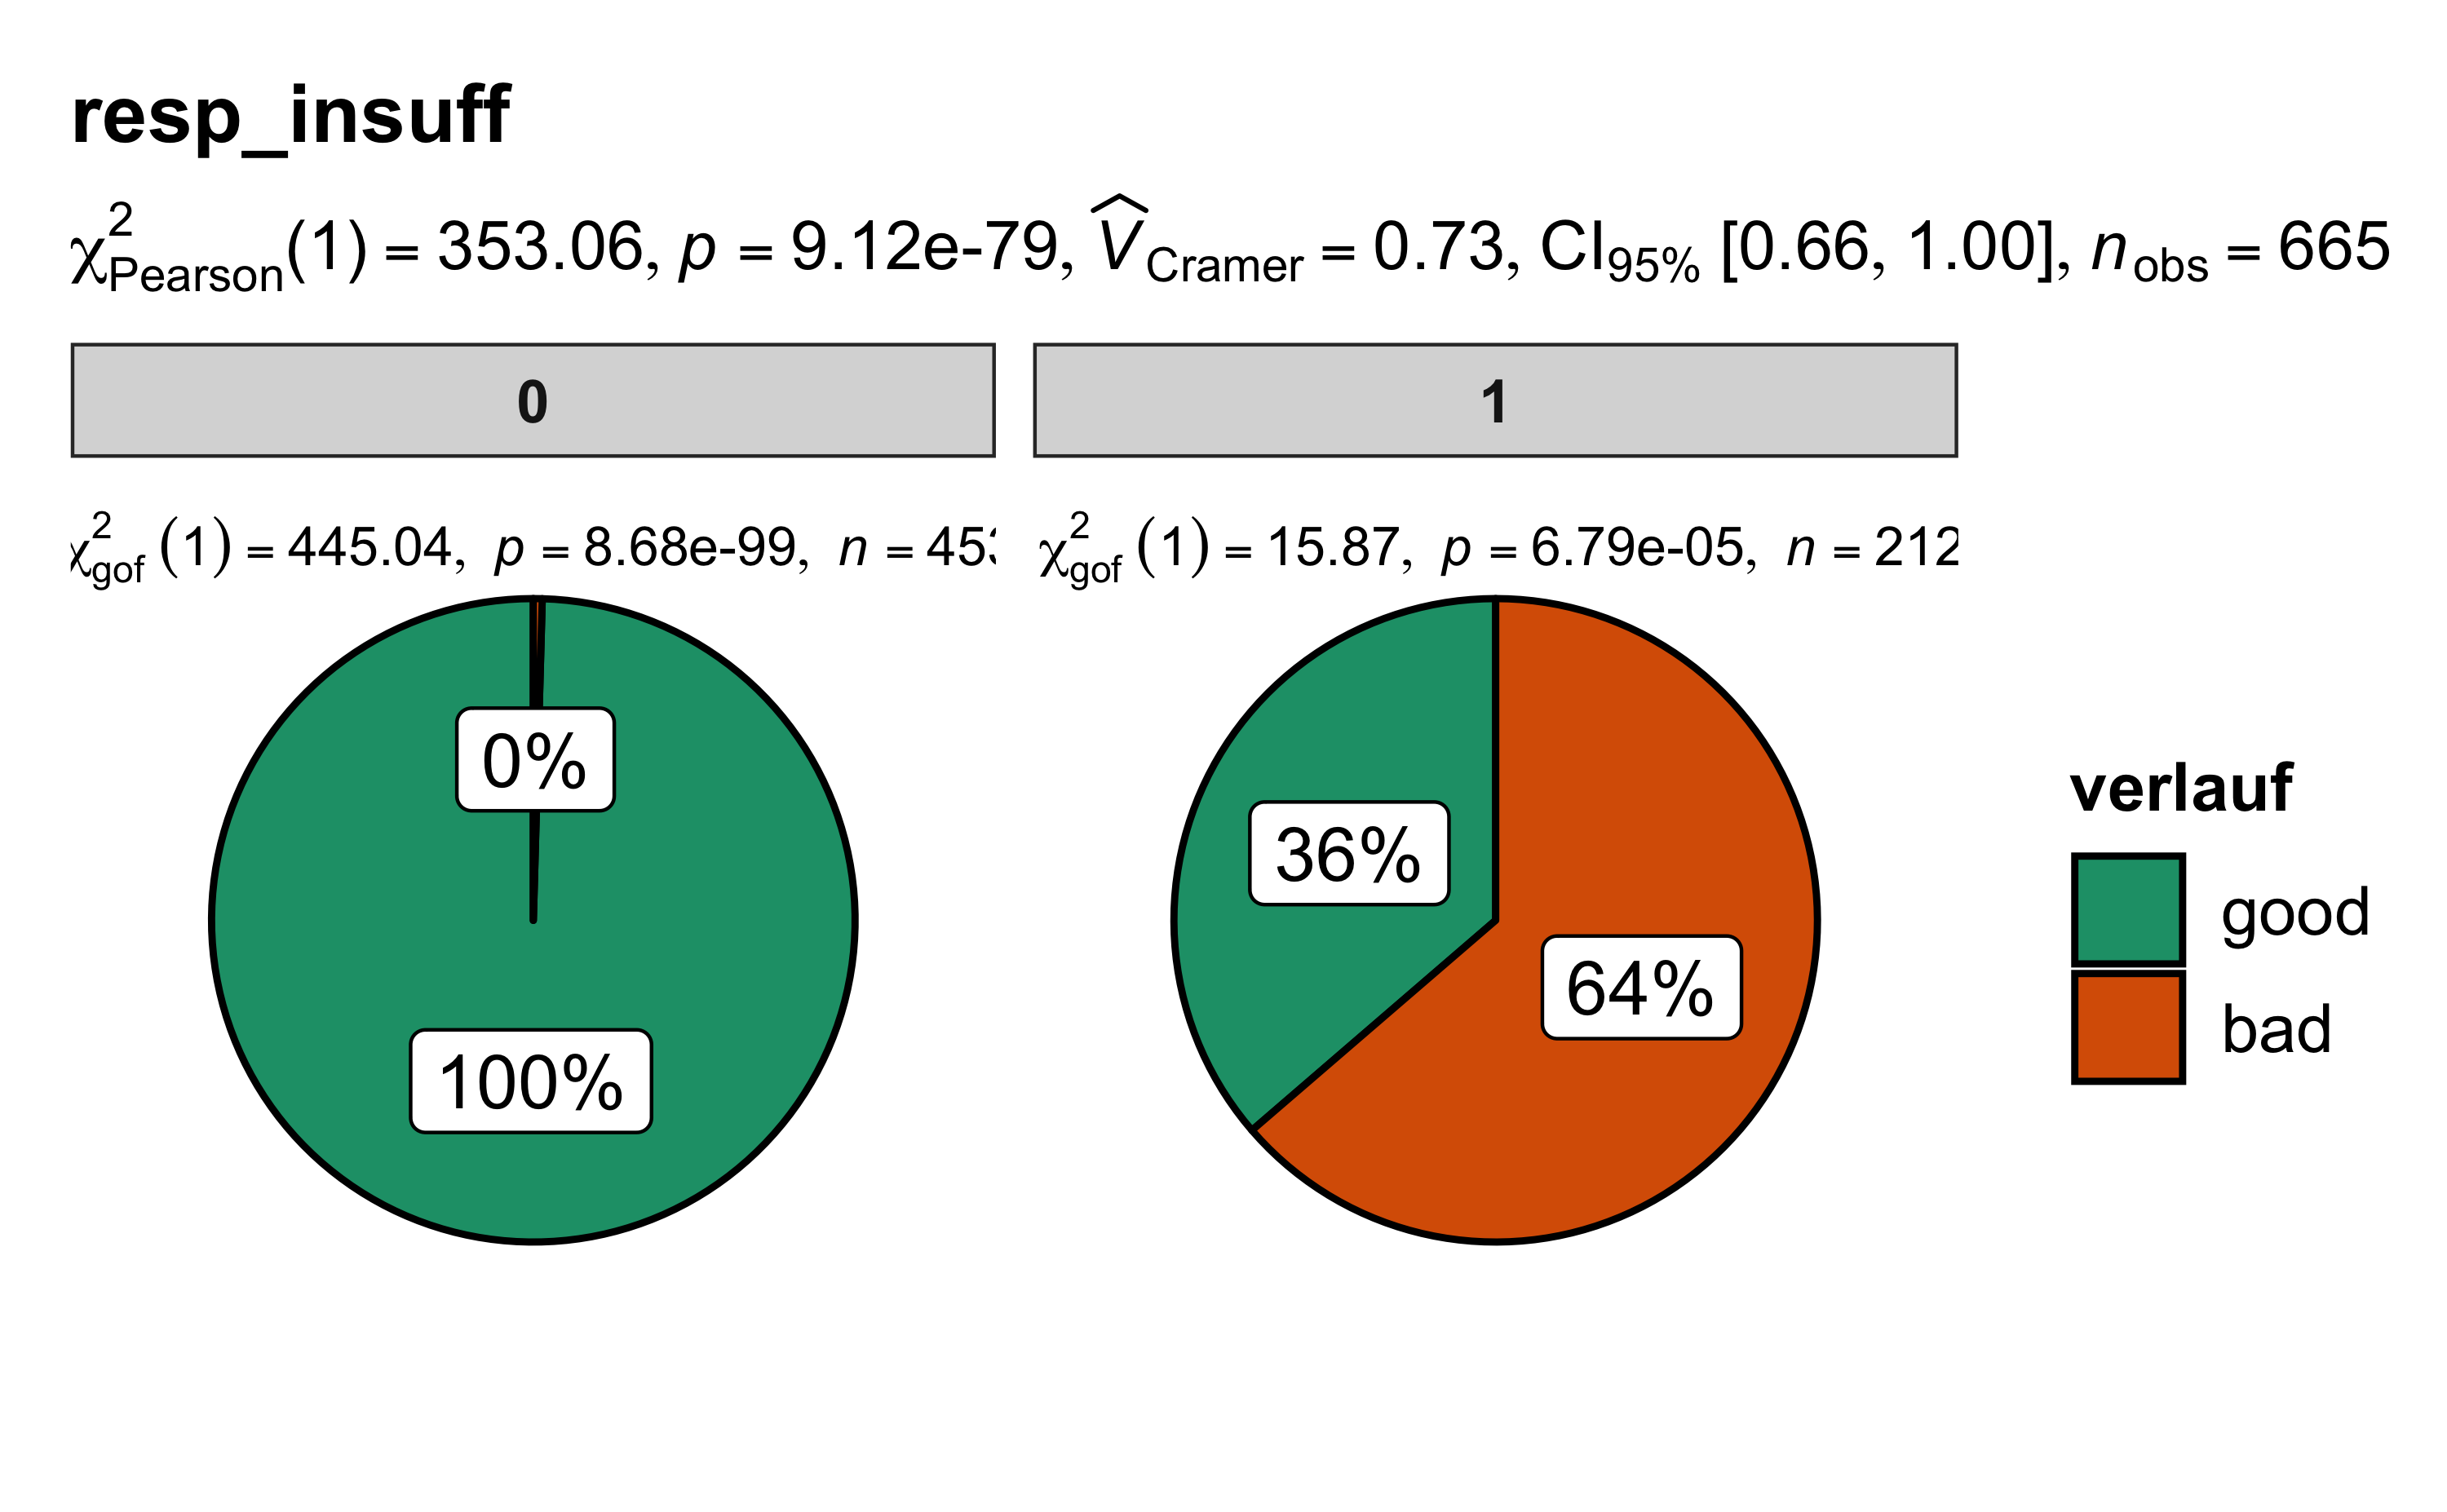 resp_insuff
χ²Pearson(1) = 353.06, p = 9.12e-79, V̂Cramer = 0.73, CI95% [0.66, 1.00], nobs = 665
0
1
χ²gof (1) = 445.04, p = 8.68e-99, n = 453
χ²gof (1) = 15.87, p = 6.79e-05, n = 212
0%
100%
36%
64%
verlauf
good
bad